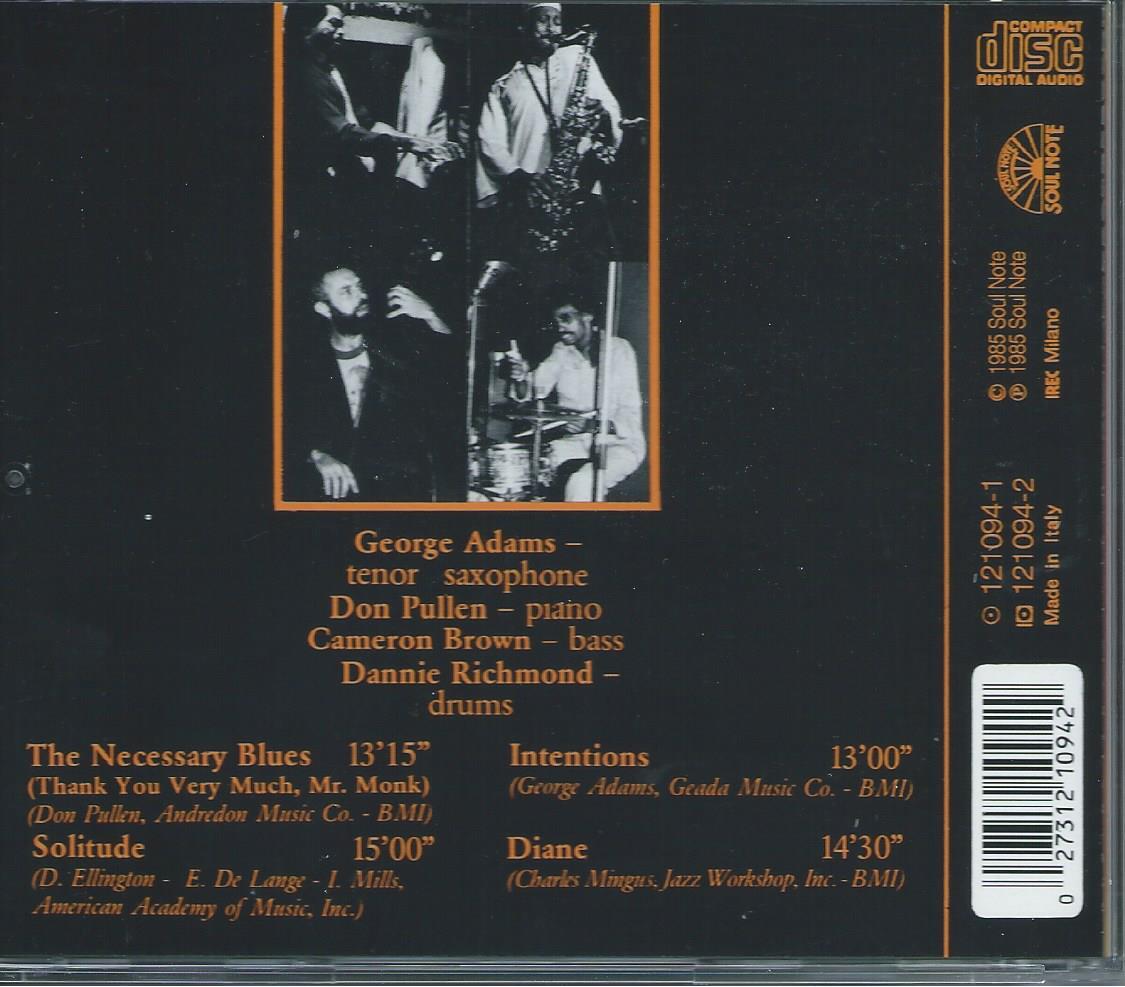 George Adams –
tenor saxophone
Don Pullen – piano
Cameron Brown – bass
Dannie Richmond –
drums
The Necessary Blues 13’15”
(Thank You Very Much, Mr. Monk)
(Don Pullen, Andredon Music Co. - BMI)
Solitude 15’00”
(D. Ellington - E. De Lange - I. Mills,
American Academy of Music, Inc.)
Intentions 13’00”
(George Adams, Geada Music Co. - BMI)
Diane 14’30”
(Charles Mingus, Jazz Workshop, Inc. - BMI)
COMPACT
disc
DIGITAL AUDIO
SOUL NOTE
SOUL NOTE
© 1985 Soul Note
℗ 1985 Soul Note
IREC Milano
121094-1
121094-2
Made in Italy
0 27312 10942